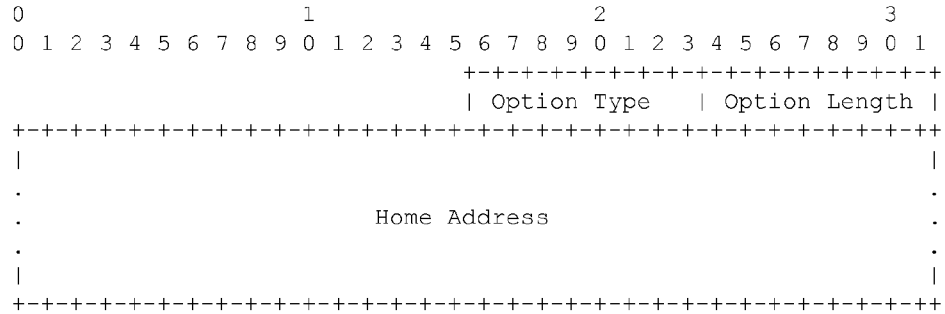 0                   1                   2                   3
0 1 2 3 4 5 6 7 8 9 0 1 2 3 4 5 6 7 8 9 0 1 2 3 4 5 6 7 8 9 0 1
                               +-+-+-+-+-+-+-+-+-+-+-+-+-+-+-+-+
                               | Option Type   | Option Length |
+-+-+-+-+-+-+-+-+-+-+-+-+-+-+-+-+-+-+-+-+-+-+-+-+-+-+-+-+-+-+-++
|                                                              |
.                                                              .
.                        Home Address                          .
.                                                              .
|                                                              |
+-+-+-+-+-+-+-+-+-+-+-+-+-+-+-+-+-+-+-+-+-+-+-+-+-+-+-+-+-+-+-++